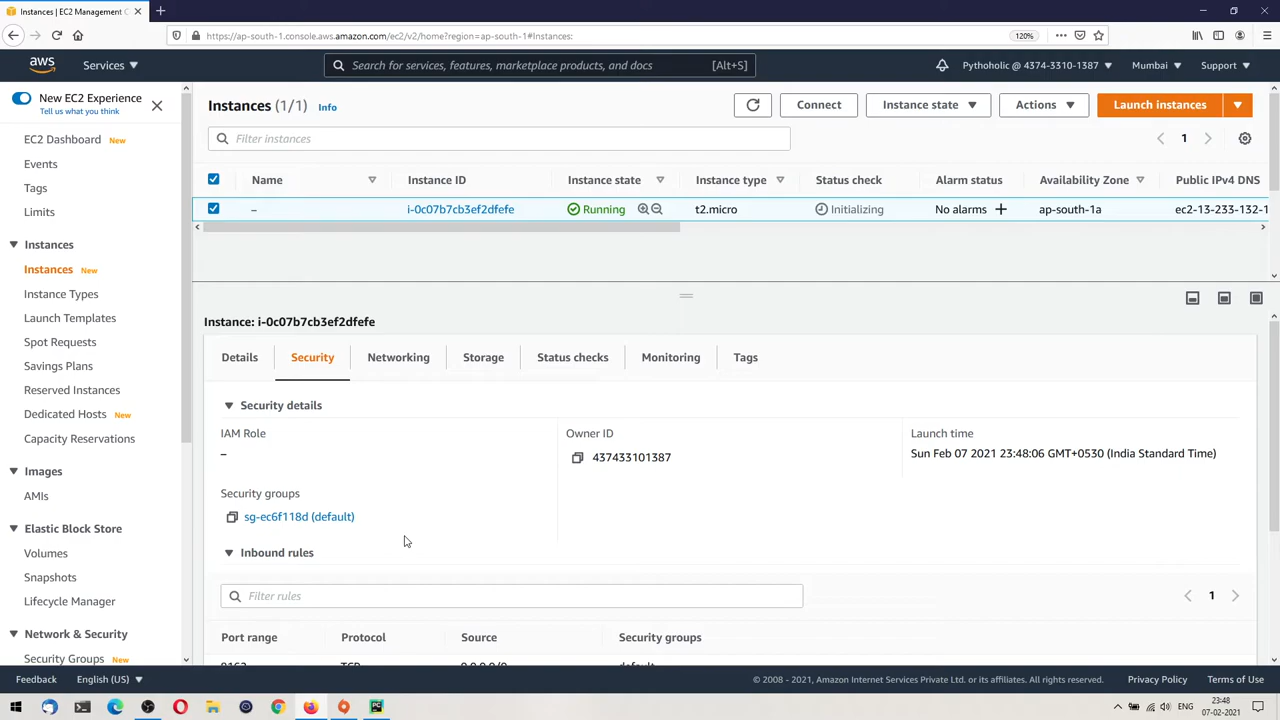 Instances | EC2 Management C
https://ap-south-1.console.aws.amazon.com/ec2/v2/home?region=ap-south-1#Instances:
120%
aws
Services
Search for services, features, marketplace products, and docs
[Alt+S]
Pythoholic @ 4374-3310-1387
Mumbai
Support
New EC2 Experience
Tell us what you think
EC2 Dashboard New
Events
Tags
Limits
Instances
Instances New
Instance Types
Launch Templates
Spot Requests
Savings Plans
Reserved Instances
Dedicated Hosts New
Capacity Reservations
Images
AMIs
Elastic Block Store
Volumes
Snapshots
Lifecycle Manager
Network & Security
Security Groups New
Instances (1/1) Info
Connect
Instance state
Actions
Launch instances
Filter instances
1
Name Instance ID Instance state Instance type Status check Alarm status Availability Zone Public IPv4 DNS
– i-0c07b7cb3ef2dfefe Running t2.micro Initializing No alarms + ap-south-1a ec2-13-233-132-1
Instance: i-0c07b7cb3ef2dfefe
Details Security Networking Storage Status checks Monitoring Tags
Security details
IAM Role
–
Owner ID
437433101387
Launch time
Sun Feb 07 2021 23:48:06 GMT+0530 (India Standard Time)
Security groups
sg-ec6f118d (default)
Inbound rules
Filter rules
1
Port range Protocol Source Security groups
Feedback
English (US)
© 2008 - 2021, Amazon Internet Services Private Ltd. or its affiliates. All rights reserved.
Privacy Policy
Terms of Use
ENG
23:48
07-02-2021